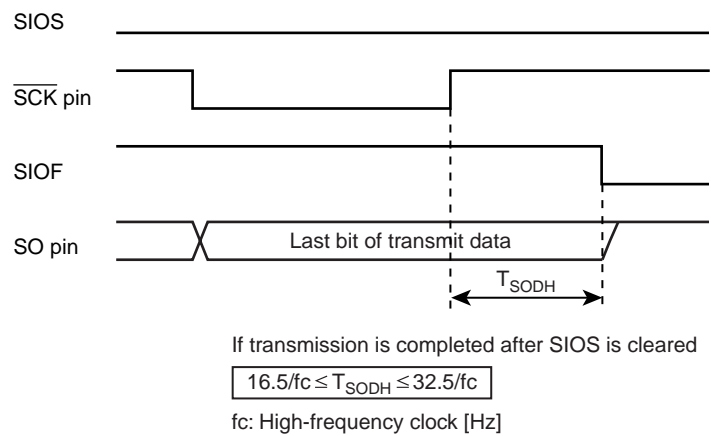 SIOS
SCK pin
SIOF
SO pin
Last bit of transmit data
TSODH
If transmission is completed after SIOS is cleared
16.5/fc ≤ TSODH ≤ 32.5/fc
fc: High-frequency clock [Hz]